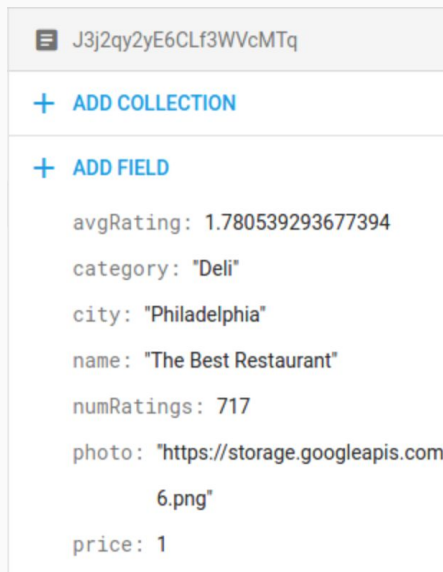 J3j2qy2yE6CLf3WVcMTq
+ ADD COLLECTION
+ ADD FIELD
avgRating: 1.780539293677394
category: "Deli"
city: "Philadelphia"
name: "The Best Restaurant"
numRatings: 717
photo: "https://storage.googleapis.com
6.png"
price: 1